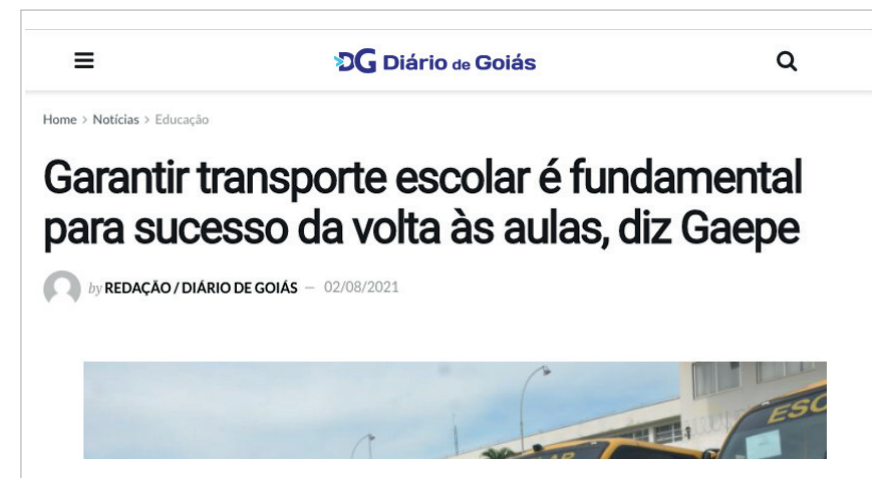 DG Diário de Goiás
Home > Notícias > Educação
Garantir transporte escolar é fundamental
para sucesso da volta às aulas, diz Gaepe
by REDAÇÃO / DIÁRIO DE GOIÁS — 02/08/2021